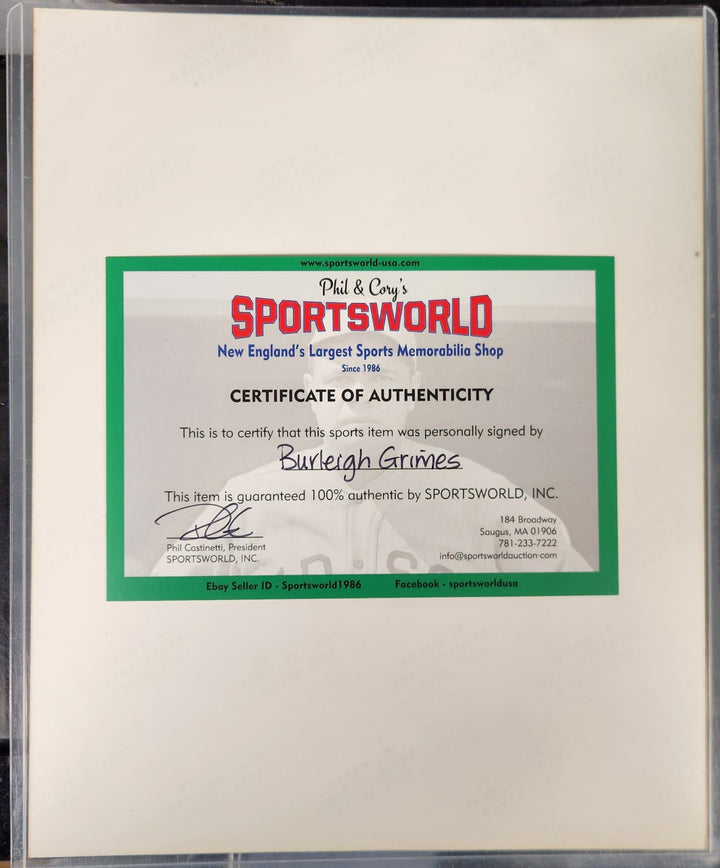 www.sportsworld-usa.com
Phil & Cory's
SPORTSWORLD
New England's Largest Sports Memorabilia Shop
Since 1986
CERTIFICATE OF AUTHENTICITY
This is to certify that this sports item was personally signed by
Burleigh Grimes
This item is guaranteed 100% authentic by SPORTSWORLD, INC.
Phil Castinetti, President
SPORTSWORLD, INC.
184 Broadway
Saugus, MA 01906
781-233-7222
info@sportsworldauction.com
Ebay Seller ID - Sportsworld1986 Facebook - sportsworldusa